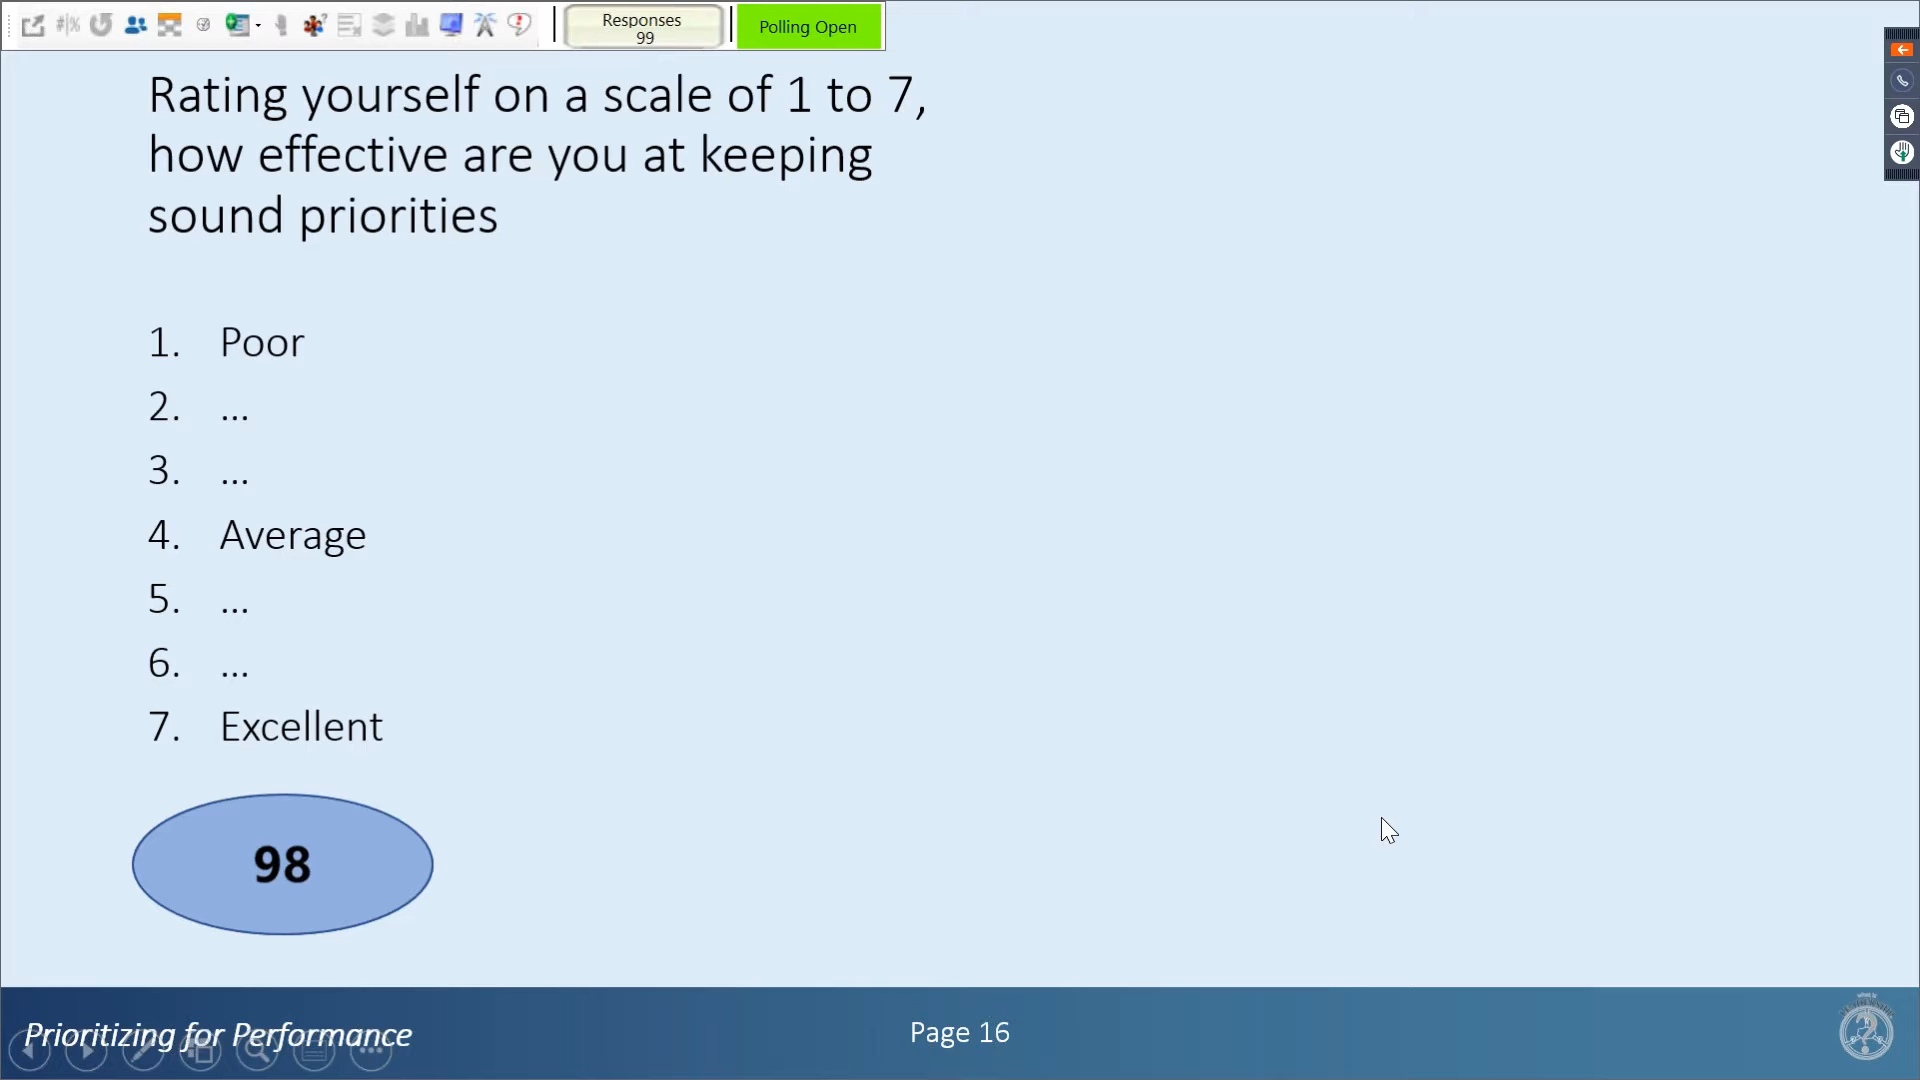 Responses
99
Polling Open
Rating yourself on a scale of 1 to 7,
how effective are you at keeping
sound priorities
1. Poor
2. ...
3. ...
4. Average
5. ...
6. ...
7. Excellent
98
Prioritizing for Performance
Page 16